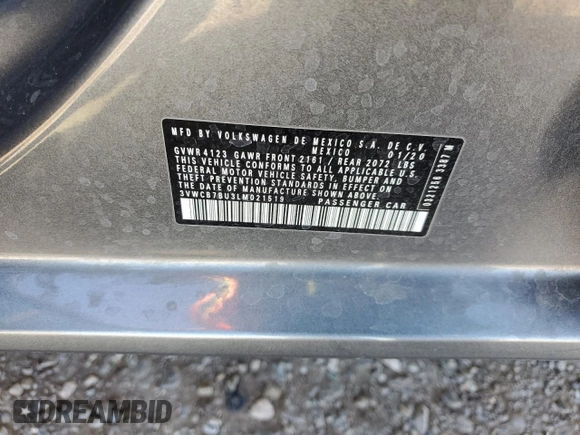 MFD BY VOLKSWAGEN DE MEXICO S.A. DE C.V.
MEXICO 01/20
GVWR 4123 GAWR FRONT 2161 / REAR 2072 LBS
THIS VEHICLE CONFORMS TO ALL APPLICABLE U.S.
FEDERAL MOTOR VEHICLE SAFETY, BUMPER AND
THEFT PREVENTION STANDARDS IN EFFECT
ON THE DATE OF MANUFACTURE SHOWN ABOVE.
3VWCB7BU3LM021519 PASSENGER CAR
DREAMBID